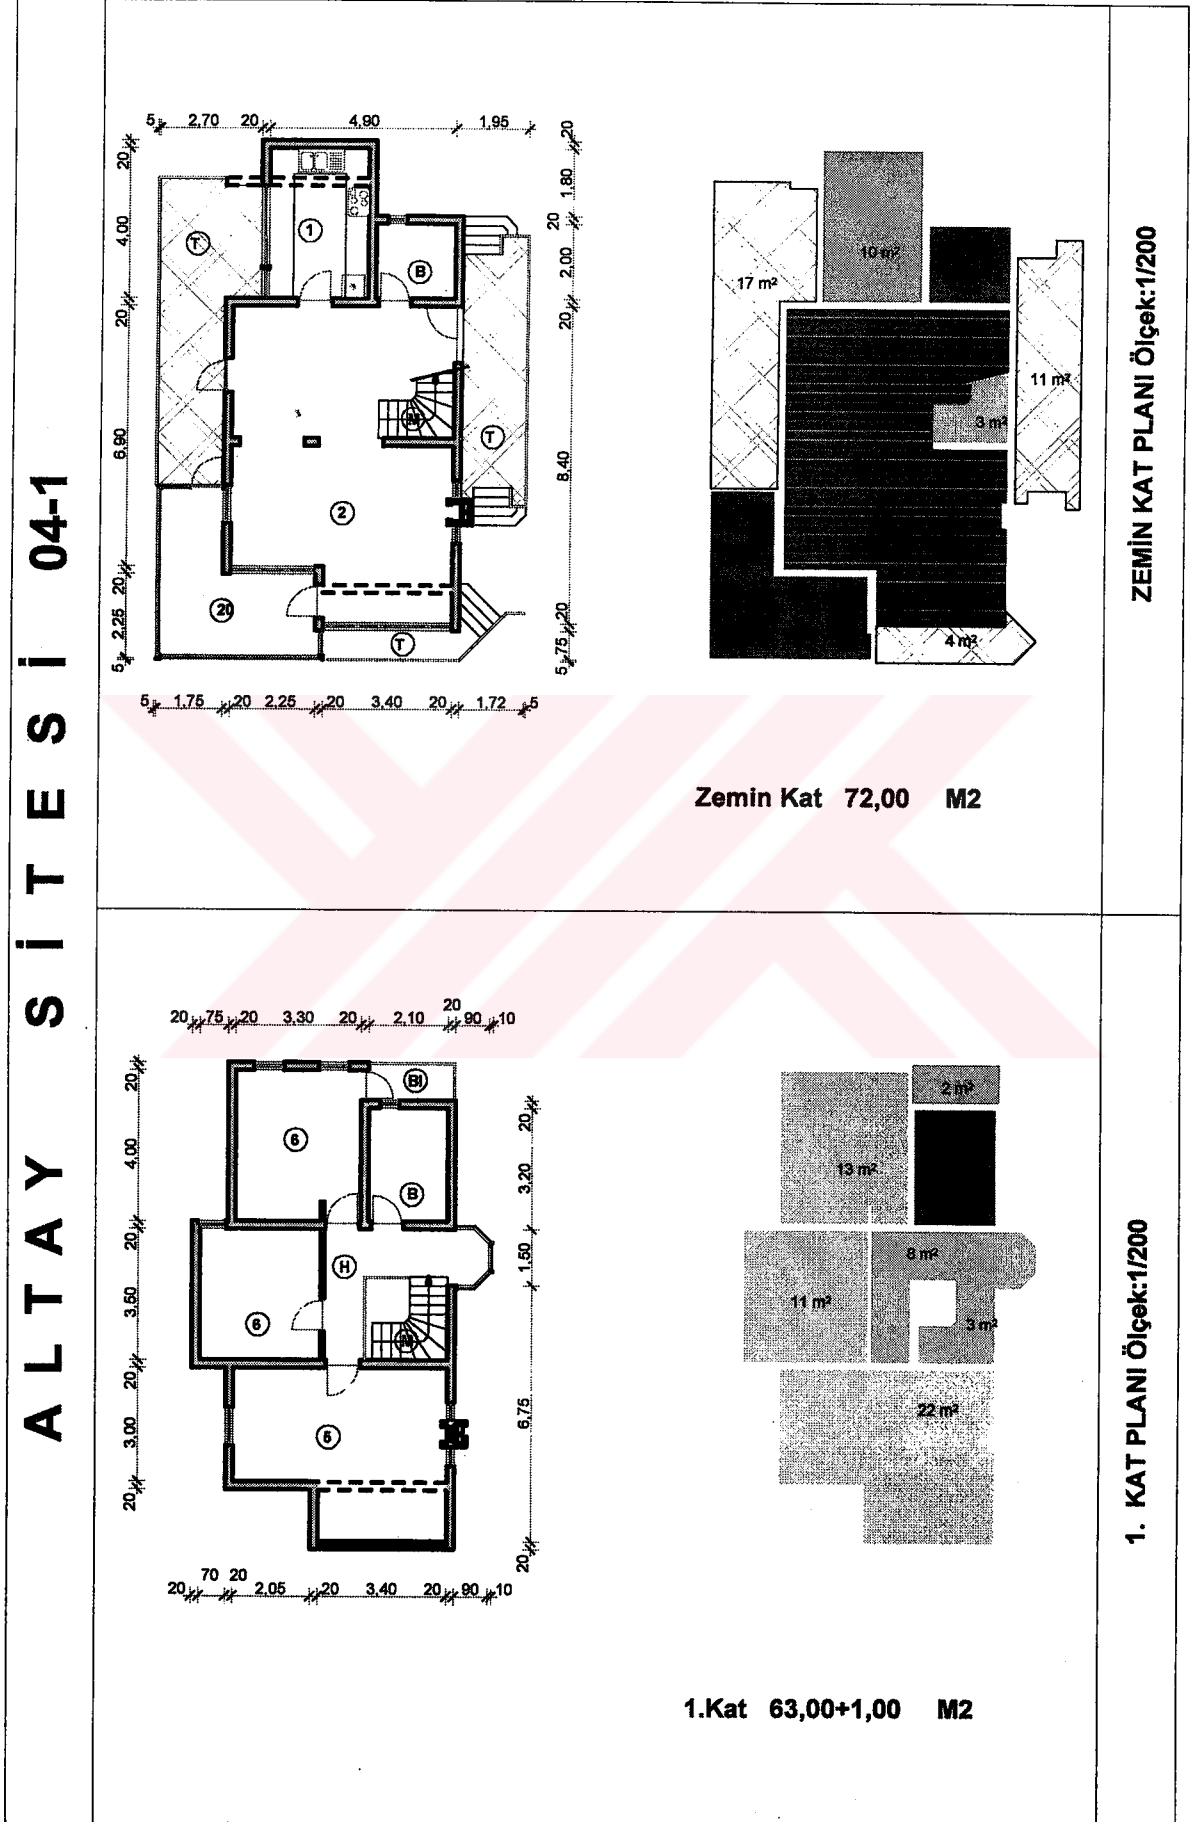 ALTAY SİTESİ 04-1
ZEMİN KAT PLANI Ölçek:1/200
5 2,70 20 4,90 1,95
20 4,00 20 6,90 20 2,25 5
20 1,80 20 2,00 20 8,40 20 75 5
T
1
B
M
T
2
20
T
5 1,75 20 2,25 20 3,40 20 1,72 5
10 m²
17 m²
11 m²
3 m²
4 m²
Zemin Kat 72,00 M2
1. KAT PLANI Ölçek:1/200
20 75 20 3,30 20 2,10 20 90 10
20 4,00 20 3,50 20 3,00 20
20 3,20 1,50 6,75 20
Bl
6
B
H
6
M
5
20 70 20 2,05 20 3,40 20 90 10
2 m²
13 m²
8 m²
11 m²
3 m²
22 m²
1.Kat 63,00+1,00 M2